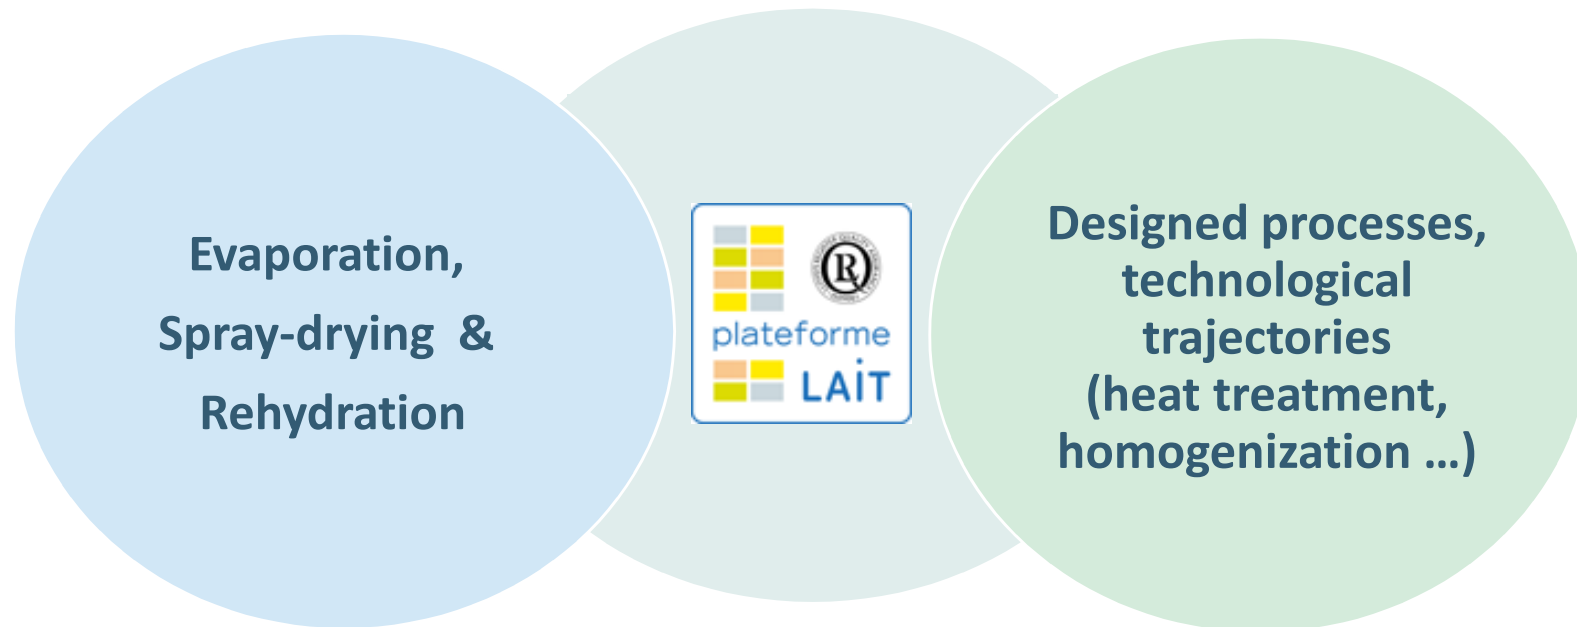 Evaporation,
Spray-drying &
Rehydration
plateforme
LAiT
Designed processes,
technological
trajectories
(heat treatment,
homogenization ...)